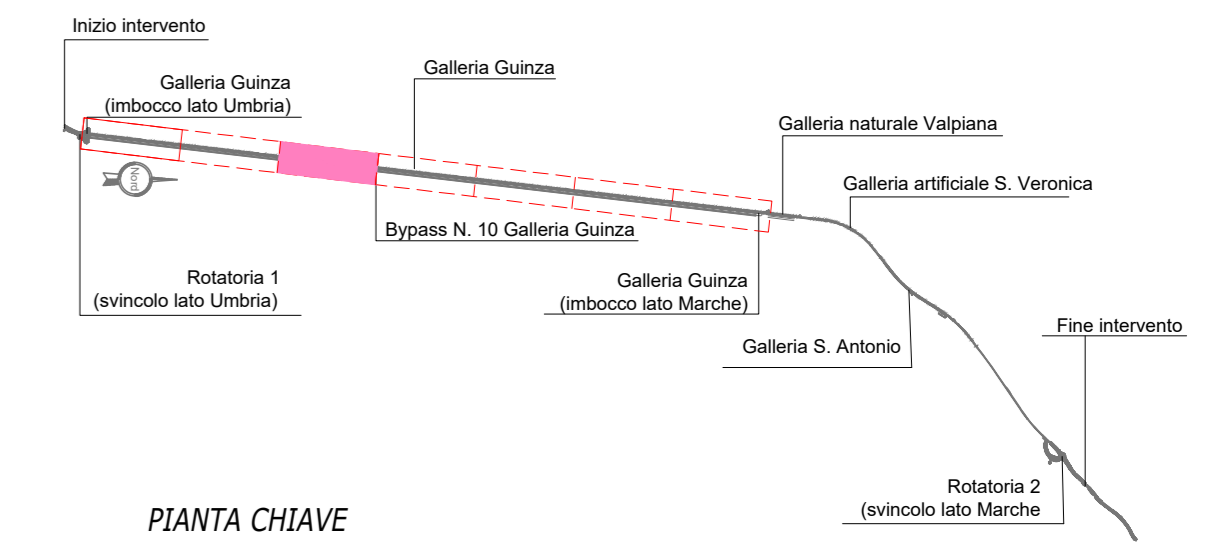 Inizio intervento
Galleria Guinza
(imbocco lato Umbria)
Galleria Guinza
Galleria naturale Valpiana
Galleria artificiale S. Veronica
Nord
Bypass N. 10 Galleria Guinza
Rotatoria 1
(svincolo lato Umbria)
Galleria Guinza
(imbocco lato Marche)
Galleria S. Antonio
Fine intervento
Rotatoria 2
(svincolo lato Marche
PIANTA CHIAVE